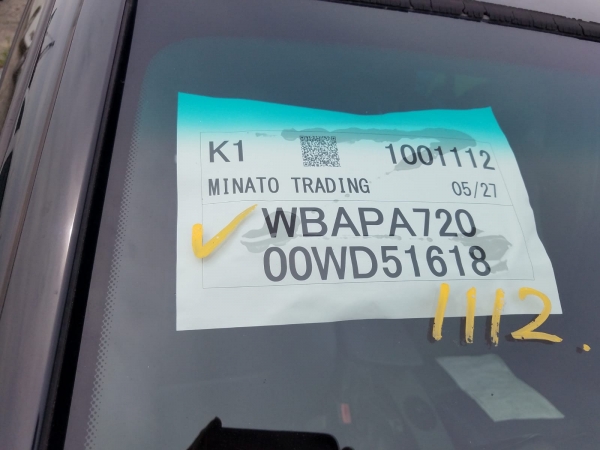 K1 1001112
MINATO TRADING 05/27
WBAPA720
00WD51618
1112.